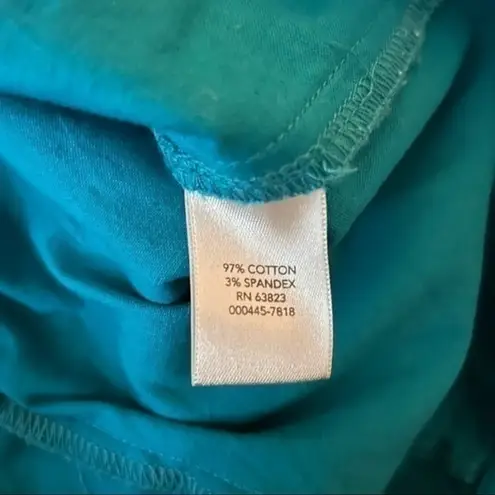 97% COTTON
3% SPANDEX
RN 63823
000445-7818